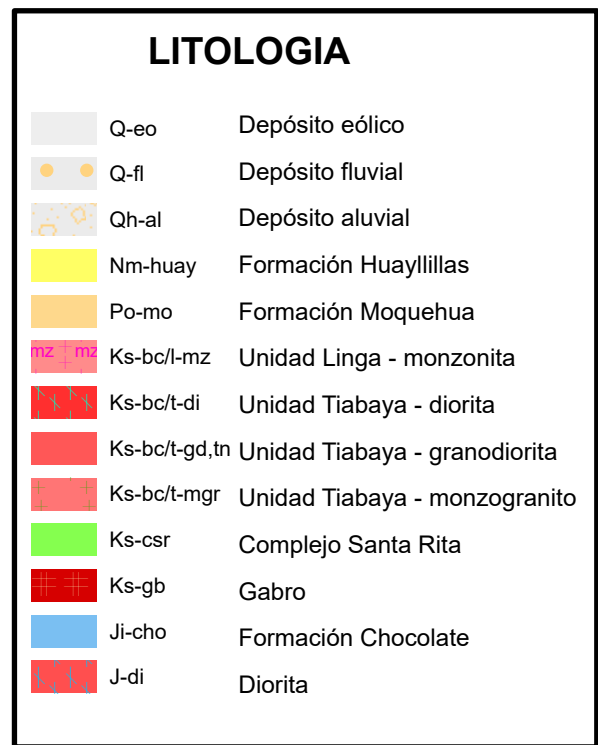 LITOLOGIA
Q-eo Depósito eólico
Q-fl Depósito fluvial
Qh-al Depósito aluvial
Nm-huay Formación Huayllillas
Po-mo Formación Moquehua
mz mz Ks-bc/l-mz Unidad Linga - monzonita
Ks-bc/t-di Unidad Tiabaya - diorita
Ks-bc/t-gd,tn Unidad Tiabaya - granodiorita
Ks-bc/t-mgr Unidad Tiabaya - monzogranito
Ks-csr Complejo Santa Rita
Ks-gb Gabro
Ji-cho Formación Chocolate
J-di Diorita